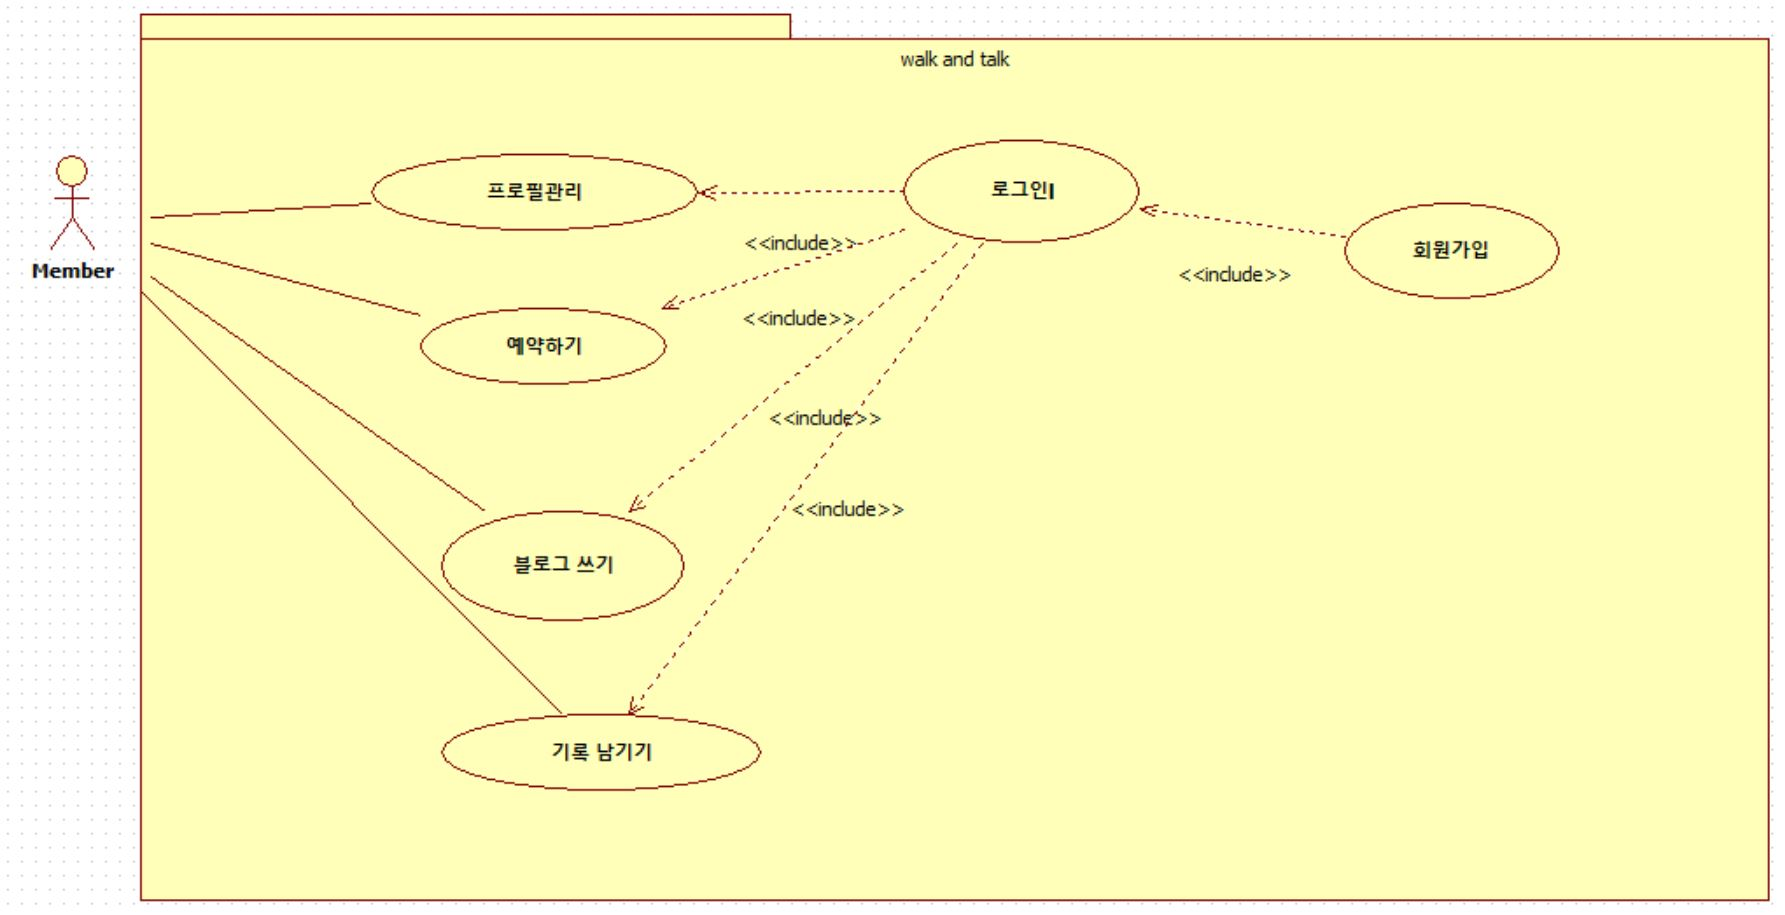 walk and talk
Member
프로필관리
로그인
회원가입
<<include>>
<<include>>
예약하기
<<include>>
<<include>>
<<include>>
블로그 쓰기
기록 남기기